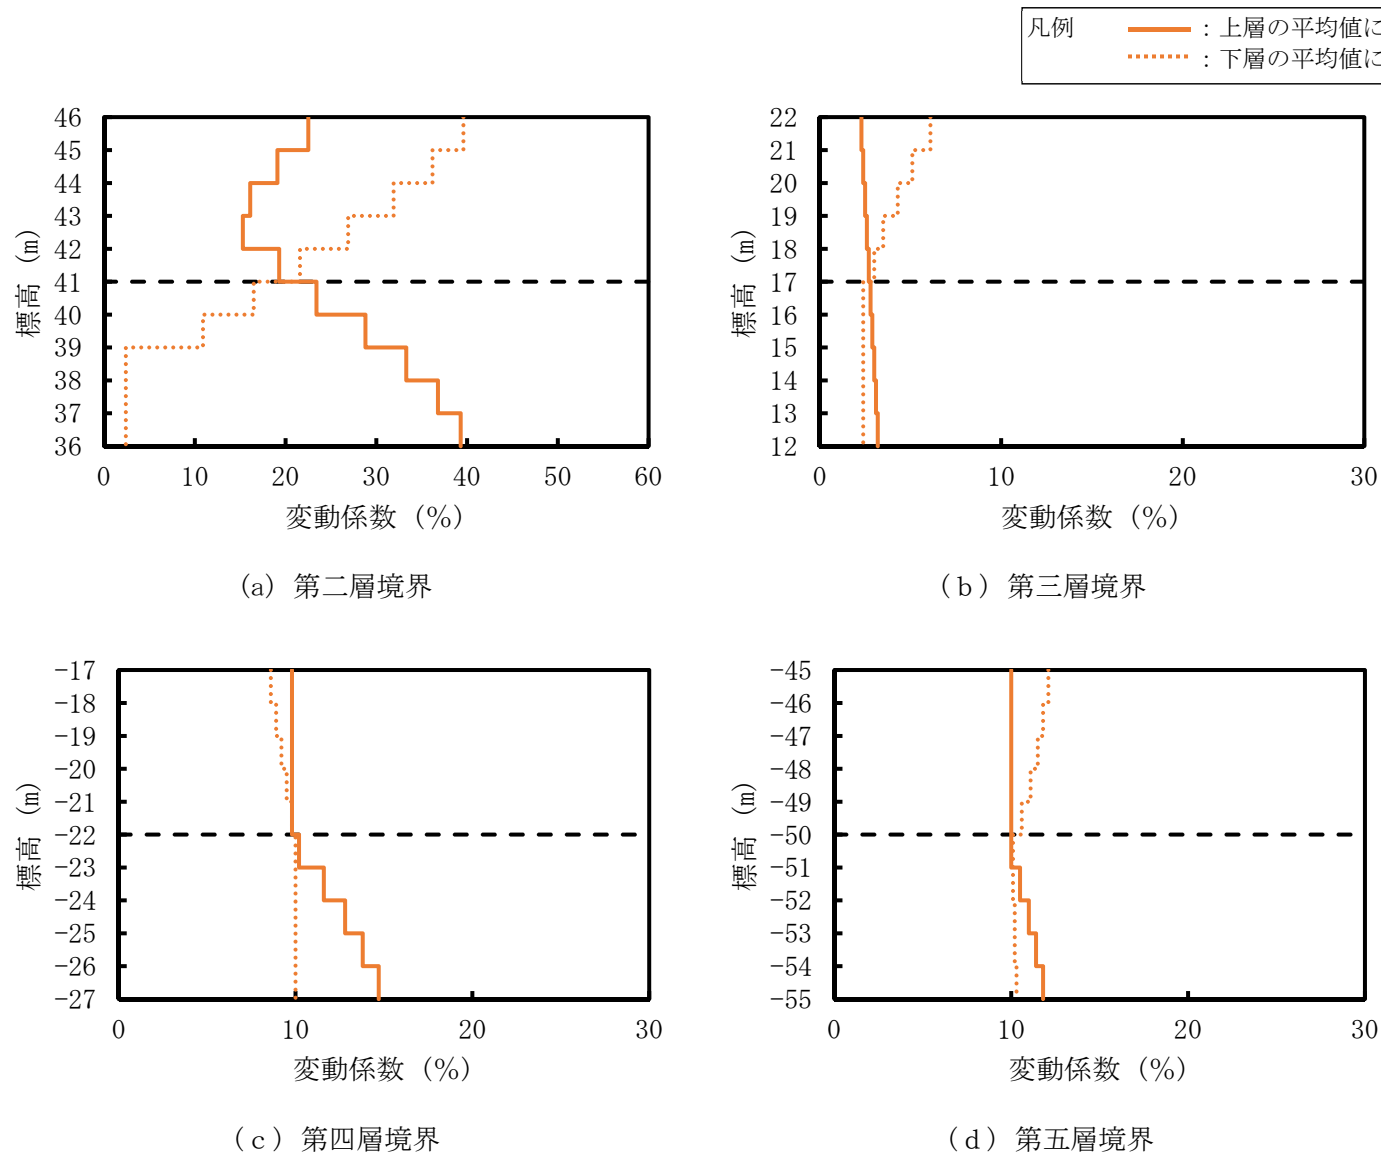 凡例 : 上層の平均値に
: 下層の平均値に
46
45
44
43
42
41
40
39
38
37
36
標高 (m)
0 10 20 30 40 50 60
変動係数 (%)
(a) 第二層境界
22
21
20
19
18
17
16
15
14
13
12
標高 (m)
0 10 20 30
変動係数 (%)
(b) 第三層境界
-17
-18
-19
-20
-21
-22
-23
-24
-25
-26
-27
標高 (m)
0 10 20 30
変動係数 (%)
(c) 第四層境界
-45
-46
-47
-48
-49
-50
-51
-52
-53
-54
-55
標高 (m)
0 10 20 30
変動係数 (%)
(d) 第五層境界